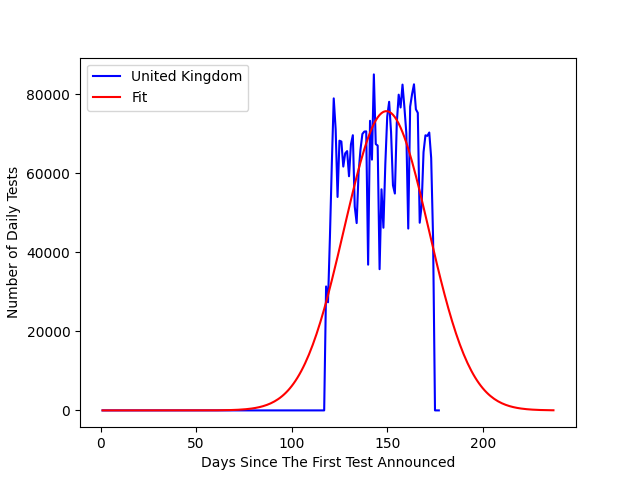 United Kingdom
Fit
Number of Daily Tests
80000
60000
40000
20000
0
0 50 100 150 200
Days Since The First Test Announced